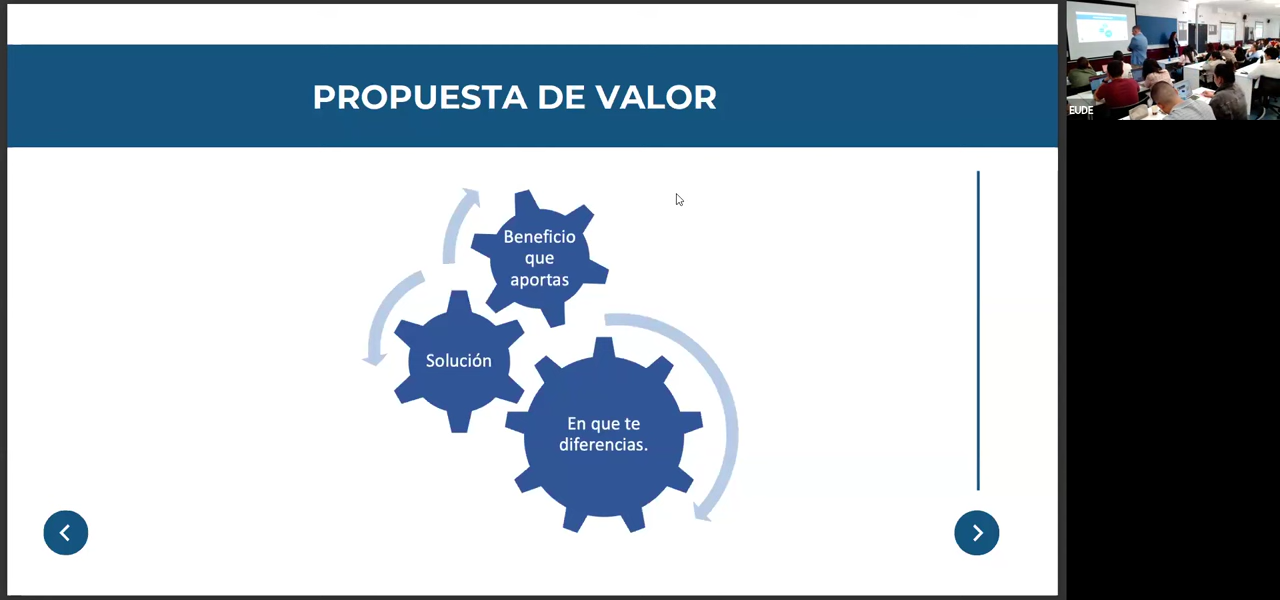 PROPUESTA DE VALOR
Beneficio
que
aportas
Solución
En que te
diferencias.
EUDE